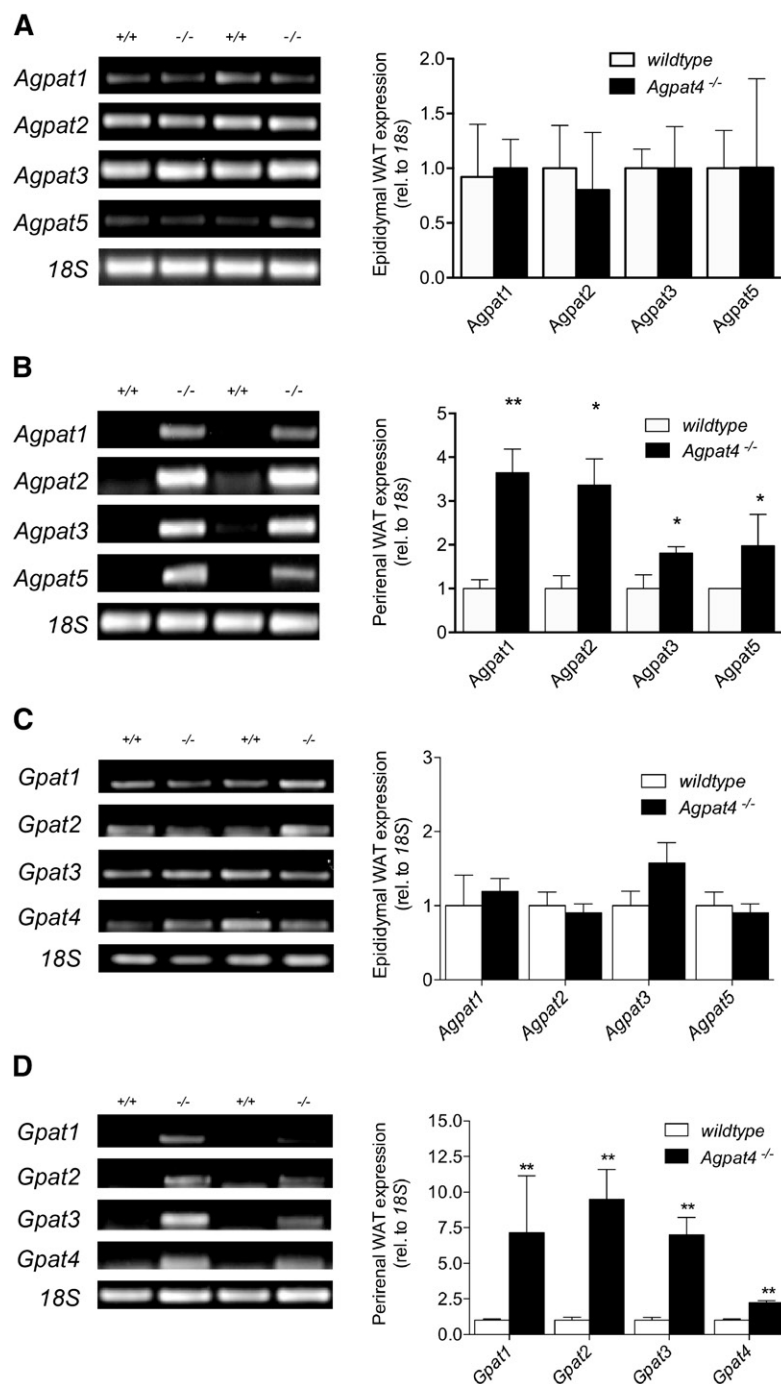 A
+/+ -/- +/+ -/-
Agpat1
Agpat2
Agpat3
Agpat5
18S
Epididymal WAT expression
(rel. to 18s)
2.0
1.5
1.0
0.5
0.0
wildtype
Agpat4 -/-
Agpat1 Agpat2 Agpat3 Agpat5
B
+/+ -/- +/+ -/-
Agpat1
Agpat2
Agpat3
Agpat5
18S
Perirenal WAT expression
(rel. to 18s)
5
4
3
2
1
0
** * * *
wildtype
Agpat4 -/-
Agpat1 Agpat2 Agpat3 Agpat5
C
+/+ -/- +/+ -/-
Gpat1
Gpat2
Gpat3
Gpat4
18S
Epididymal WAT expression
(rel. to 18S)
3
2
1
0
wildtype
Agpat4 -/-
Agpat1 Agpat2 Agpat3 Agpat5
D
+/+ -/- +/+ -/-
Gpat1
Gpat2
Gpat3
Gpat4
18S
Perirenal WAT expression
(rel. to 18S)
15.0
12.5
10.0
7.5
5.0
2.5
0.0
** ** ** **
wildtype
Agpat4 -/-
Gpat1 Gpat2 Gpat3 Gpat4